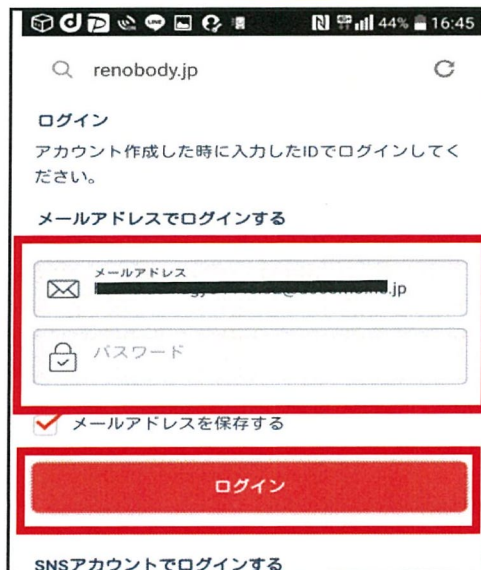 44% 16:45
renobody.jp
ログイン
アカウント作成した時に入力したIDでログインしてく
ださい。
メールアドレスでログインする
メールアドレス
.jp
パスワード
メールアドレスを保存する
ログイン
SNSアカウントでログインする